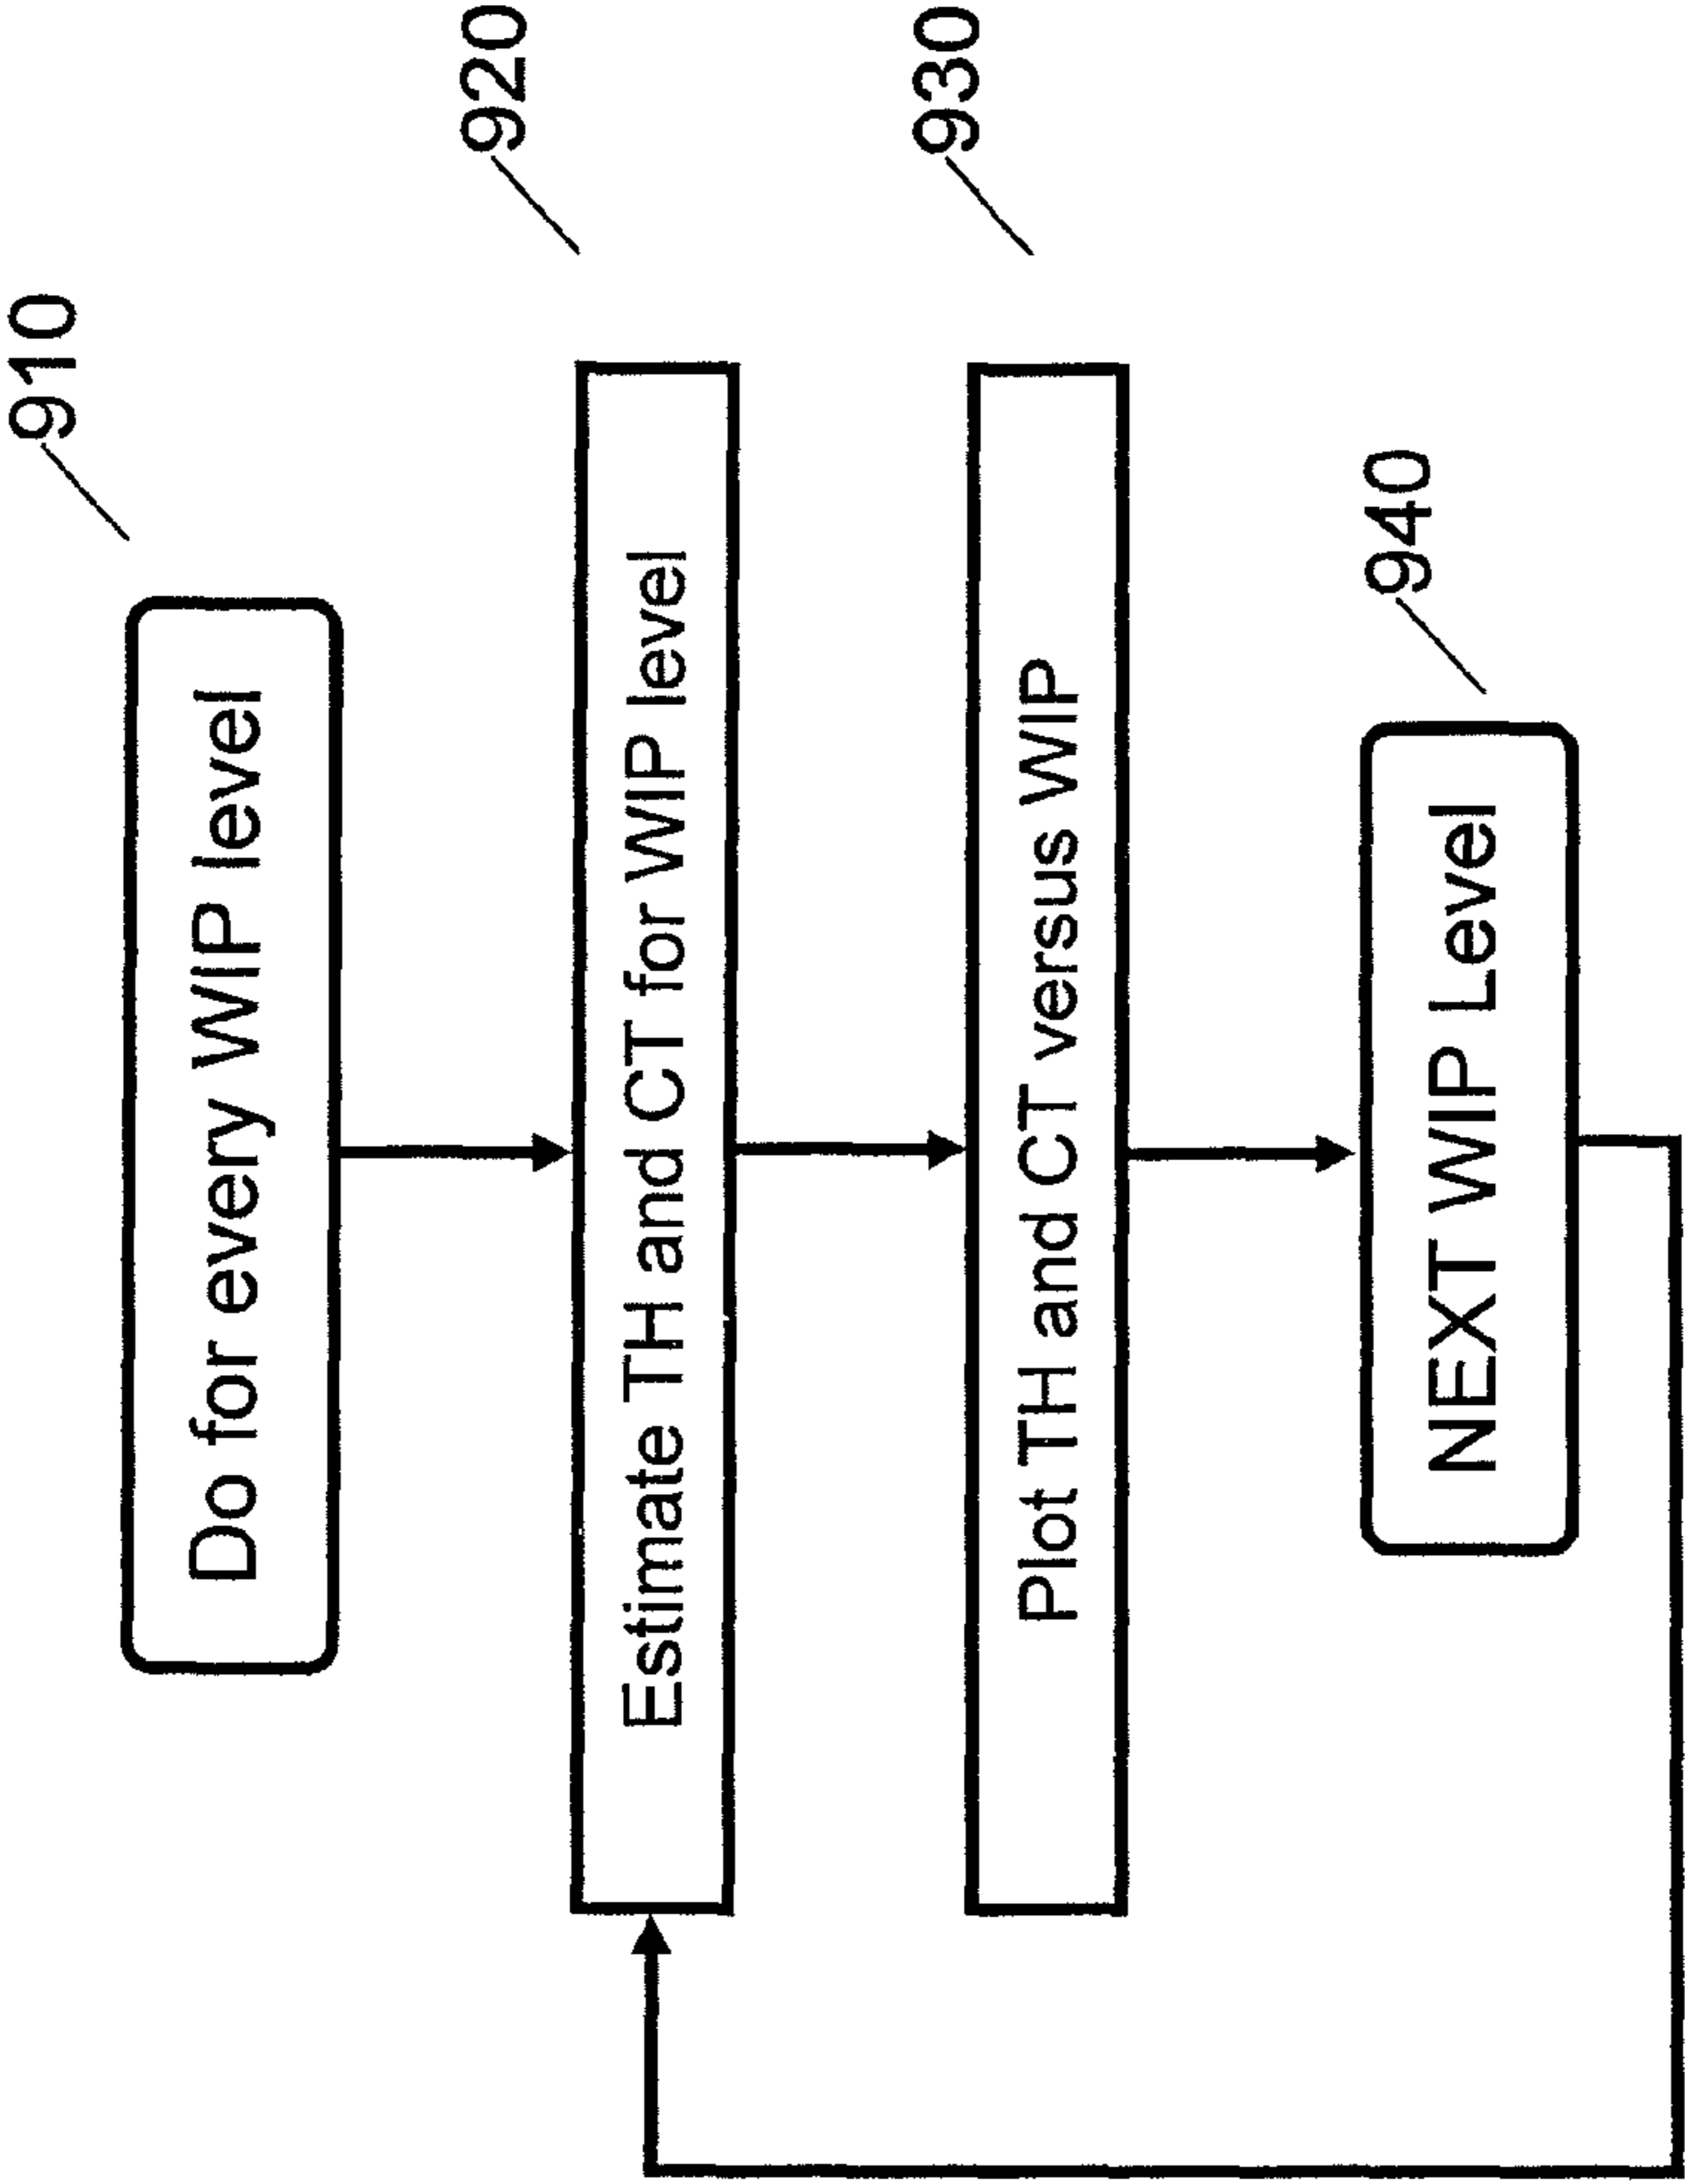 910
Do for every WIP level
920
Estimate TH and CT for WIP level
930
Plot TH and CT versus WIP
940
NEXT WIP Level